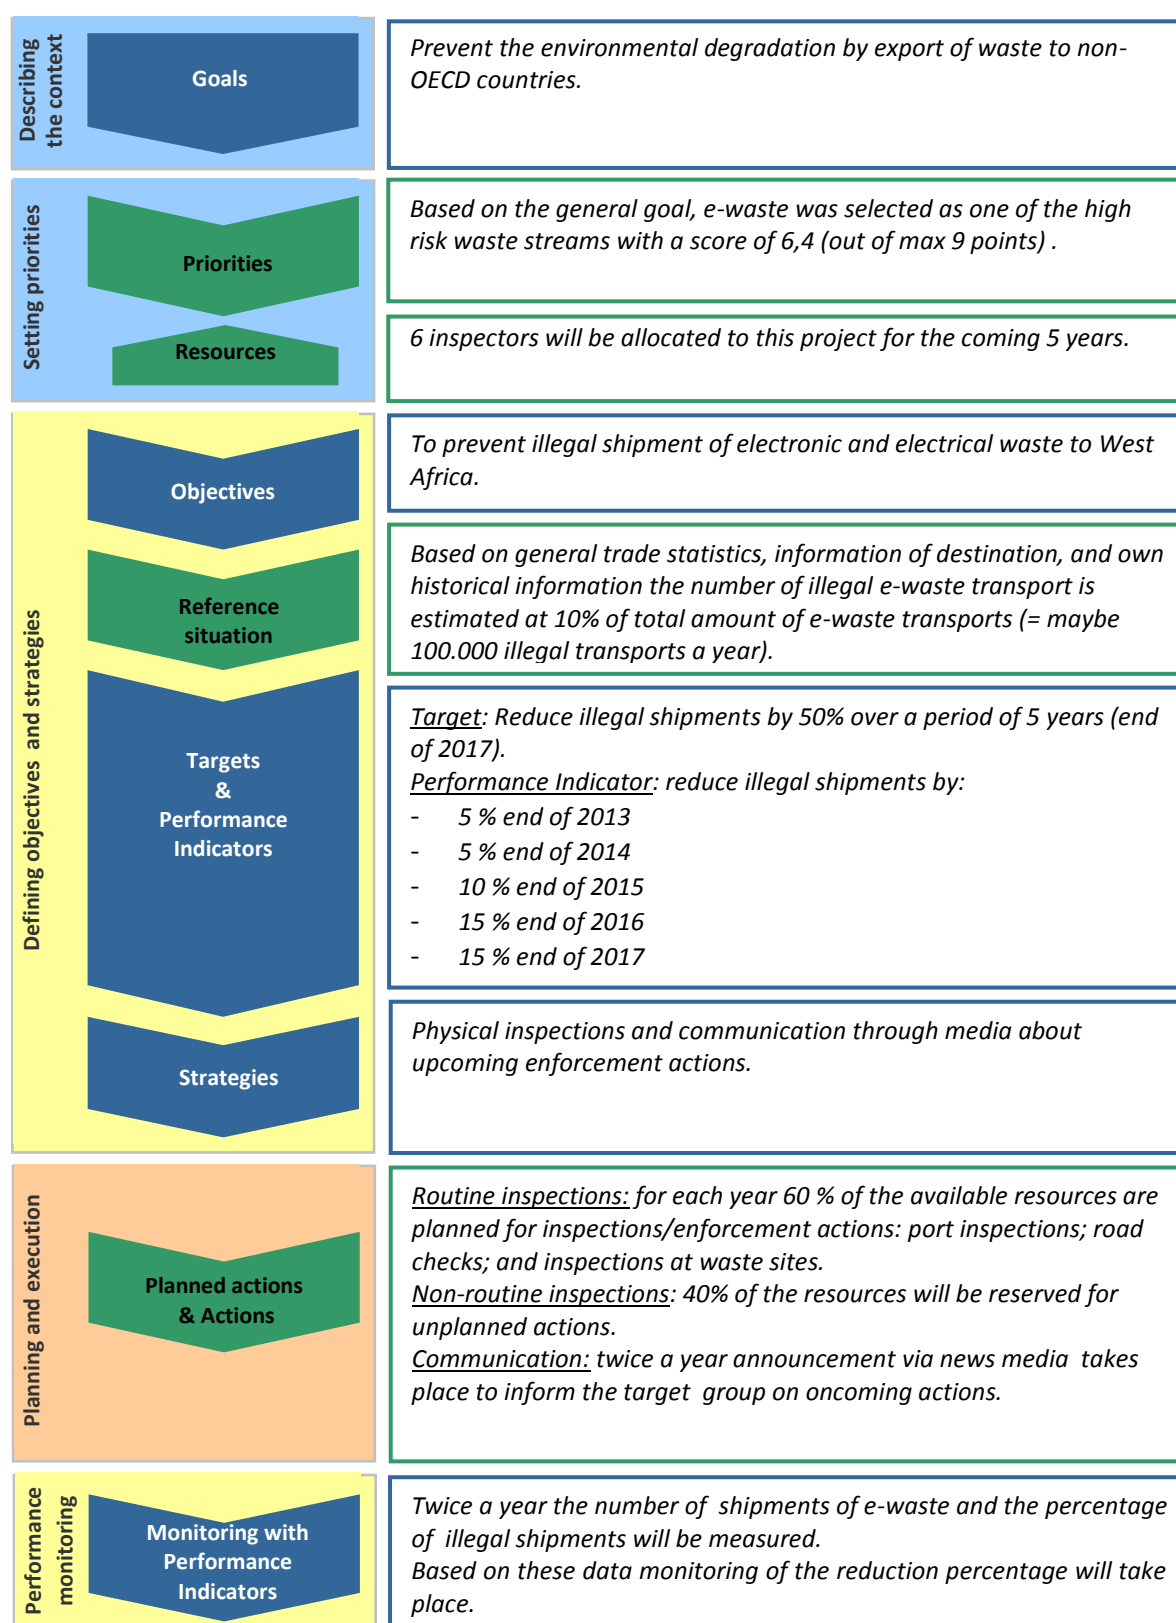 Describing
the context
Goals
Prevent the environmental degradation by export of waste to non-
OECD countries.
Setting priorities
Priorities
Based on the general goal, e-waste was selected as one of the high
risk waste streams with a score of 6,4 (out of max 9 points) .
Resources
6 inspectors will be allocated to this project for the coming 5 years.
Defining objectives  and strategies
Objectives
To prevent illegal shipment of electronic and electrical waste to West
Africa.
Reference
situation
Based on general trade statistics, information of destination, and own
historical information the number of illegal e-waste transport is
estimated at 10% of total amount of e-waste transports (= maybe
100.000 illegal transports a year).
Targets
&
Performance
Indicators
Target: Reduce illegal shipments by 50% over a period of 5 years (end
of 2017).
Performance Indicator: reduce illegal shipments by:
- 5 % end of 2013
- 5 % end of 2014
- 10 % end of 2015
- 15 % end of 2016
- 15 % end of 2017
Strategies
Physical inspections and communication through media about
upcoming enforcement actions.
Planning and execution
Planned actions
& Actions
Routine inspections: for each year 60 % of the available resources are
planned for inspections/enforcement actions: port inspections; road
checks; and inspections at waste sites.
Non-routine inspections: 40% of the resources will be reserved for
unplanned actions.
Communication: twice a year announcement via news media  takes
place to inform the target  group on oncoming actions.
Performance
monitoring
Monitoring with
Performance
Indicators
Twice a year the number of  shipments of e-waste and the percentage
of  illegal shipments will be measured.
Based on these data monitoring of the reduction percentage will take
place.